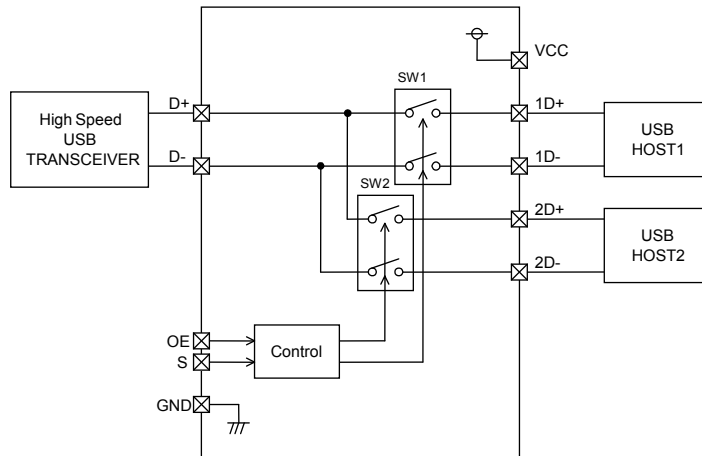 VCC
SW1
D+
1D+
High Speed
USB
TRANSCEIVER
USB
HOST1
D-
1D-
SW2
2D+
USB
HOST2
2D-
OE
Control
S
GND